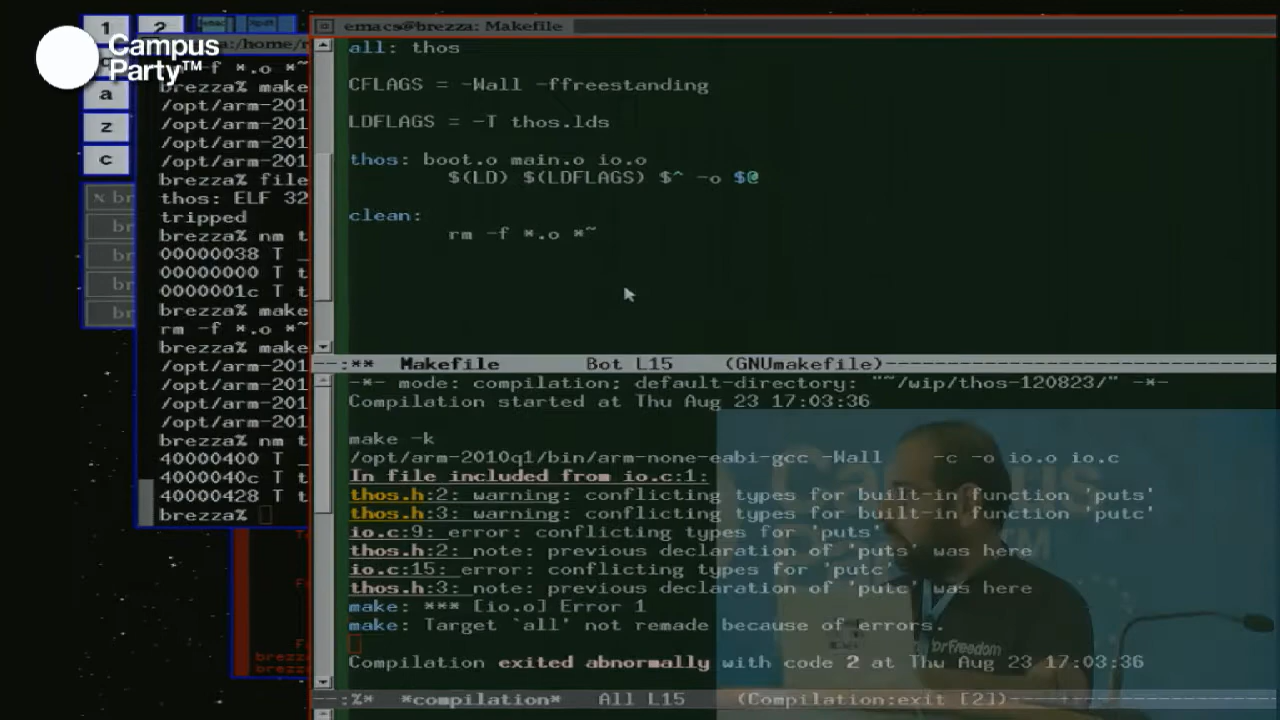 Campus
Party™
1
2
a
z
c
:/home/r
rm -f *.o *~
brezza% make
/opt/arm-201
/opt/arm-201
/opt/arm-201
/opt/arm-201
brezza% file
thos: ELF 32
tripped
brezza% nm t
00000038 T _
00000000 T t
0000001c T t
brezza% make
rm -f *.o *~
brezza% make
/opt/arm-201
/opt/arm-201
/opt/arm-201
/opt/arm-201
brezza% nm t
40000400 T _
4000040c T t
40000428 T t
brezza%
emacs@brezza: Makefile
all: thos
CFLAGS = -Wall -ffreestanding
LDFLAGS = -T thos.lds
thos: boot.o main.o io.o
$(LD) $(LDFLAGS) $^ -o $@
clean:
rm -f *.o *~
--:** Makefile Bot L15 (GNUmakefile)
-*- mode: compilation; default-directory: "~/wip/thos-120823/" -*-
Compilation started at Thu Aug 23 17:03:36
make -k
/opt/arm-2010q1/bin/arm-none-eabi-gcc -Wall -c -o io.o io.c
In file included from io.c:1:
thos.h:2: warning: conflicting types for built-in function 'puts'
thos.h:3: warning: conflicting types for built-in function 'putc'
io.c:9: error: conflicting types for 'puts'
thos.h:2: note: previous declaration of 'puts' was here
io.c:15: error: conflicting types for 'putc'
thos.h:3: note: previous declaration of 'putc' was here
make: *** [io.o] Error 1
make: Target `all' not remade because of errors.
Compilation exited abnormally with code 2 at Thu Aug 23 17:03:36
--:%* *compilation* All L15 (Compilation:exit [2])